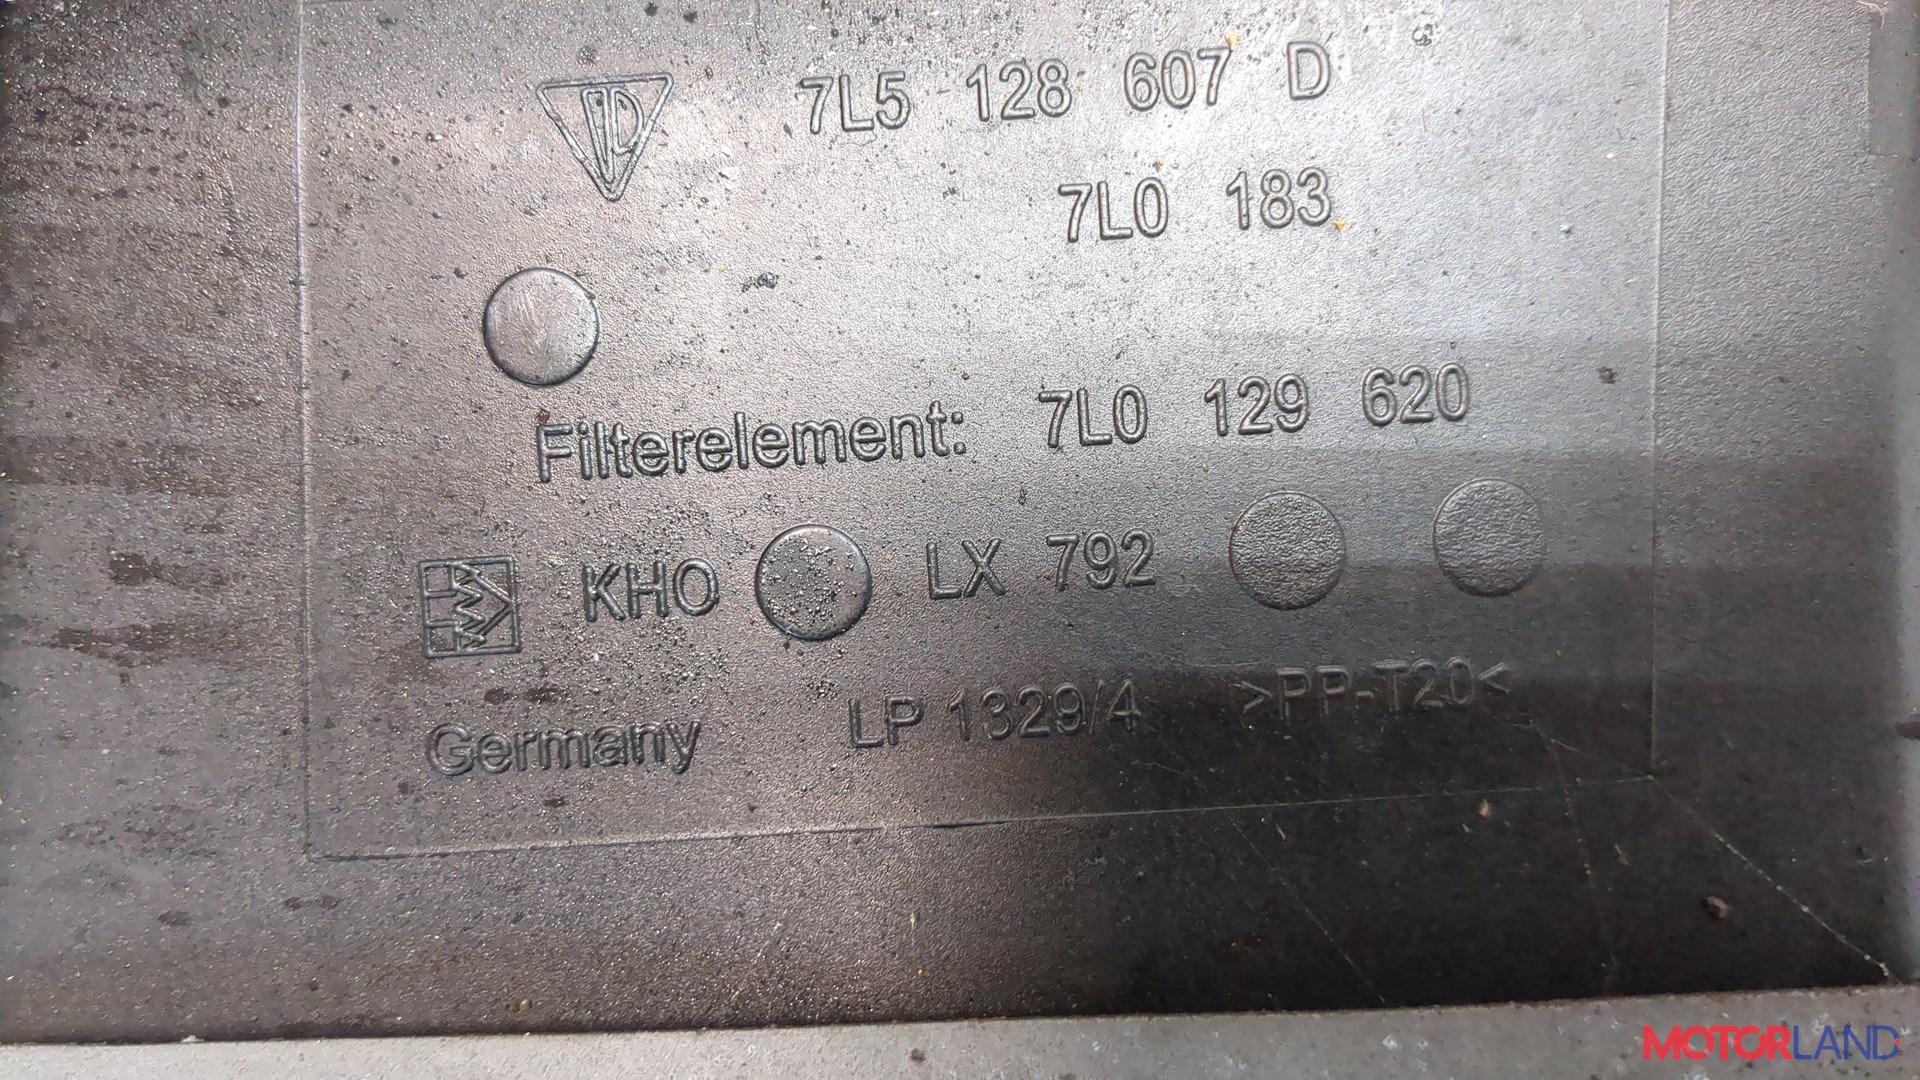 7L5 128 607 D
7L0 183
Filterelement: 7L0 129 620
KHO LX 792
Germany LP 1329/4 >PP-T20<
MOTORLAND